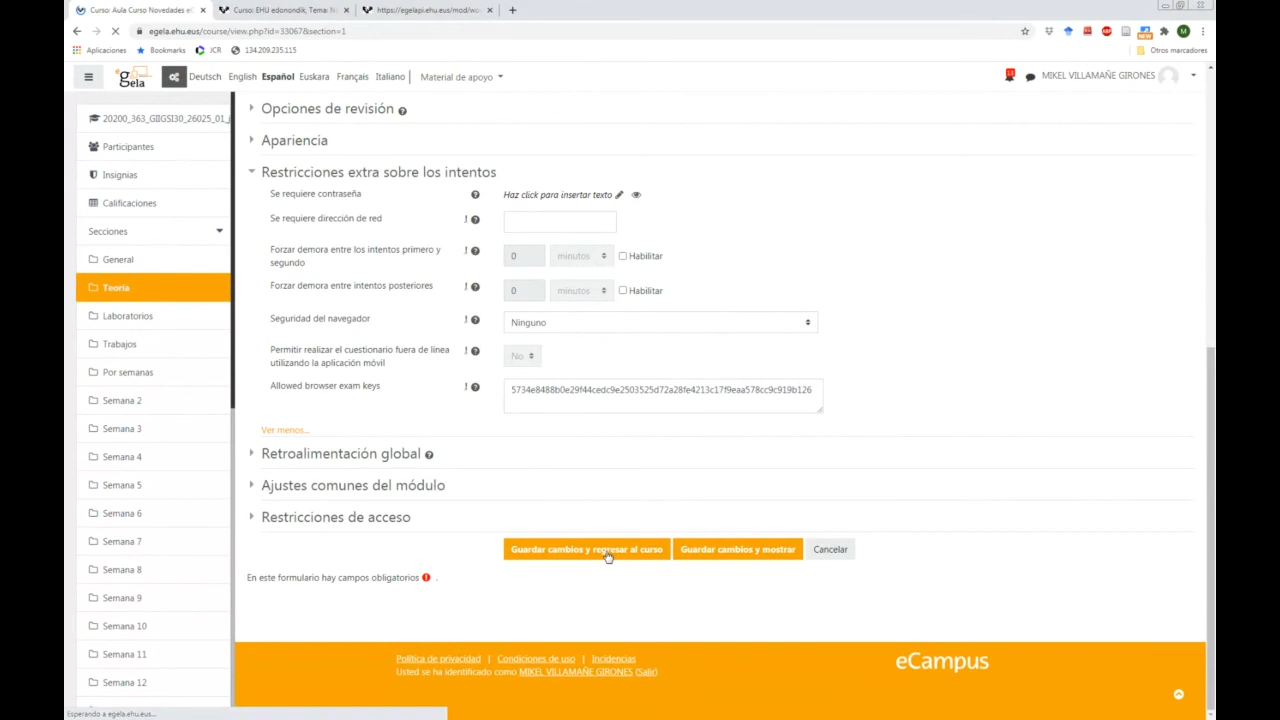 Curso: Aula Curso Novedades eG
Curso: EHU edonondik, Tema: N
https://egelapi.ehu.eus/mod/wo
egela.ehu.eus/course/view.php?id=33067&section=1
Aplicaciones
Bookmarks
JCR
134.209.235.115
Otros marcadores
gela
Deutsch English Español Euskara Français Italiano
Material de apoyo
MIKEL VILLAMAÑE GIRONES
20200_363_GIIGSI30_26025_01_
Participantes
Insignias
Calificaciones
Secciones
General
Teoría
Laboratorios
Trabajos
Por semanas
Semana 2
Semana 3
Semana 4
Semana 5
Semana 6
Semana 7
Semana 8
Semana 9
Semana 10
Semana 11
Semana 12
Opciones de revisión
Apariencia
Restricciones extra sobre los intentos
Se requiere contraseña
Haz click para insertar texto
Se requiere dirección de red
Forzar demora entre los intentos primero y
segundo
0 minutos Habilitar
Forzar demora entre intentos posteriores
0 minutos Habilitar
Seguridad del navegador
Ninguno
Permitir realizar el cuestionario fuera de línea
utilizando la aplicación móvil
No
Allowed browser exam keys
5734e8488b0e29f44cedc9e2503525d72a28fe4213c17f9eaa578cc9c919b126
Ver menos...
Retroalimentación global
Ajustes comunes del módulo
Restricciones de acceso
Guardar cambios y regresar al curso
Guardar cambios y mostrar
Cancelar
En este formulario hay campos obligatorios .
Política de privacidad | Condiciones de uso | Incidencias
Usted se ha identificado como MIKEL VILLAMAÑE GIRONES (Salir)
eCampus
Esperando a egela.ehu.eus...